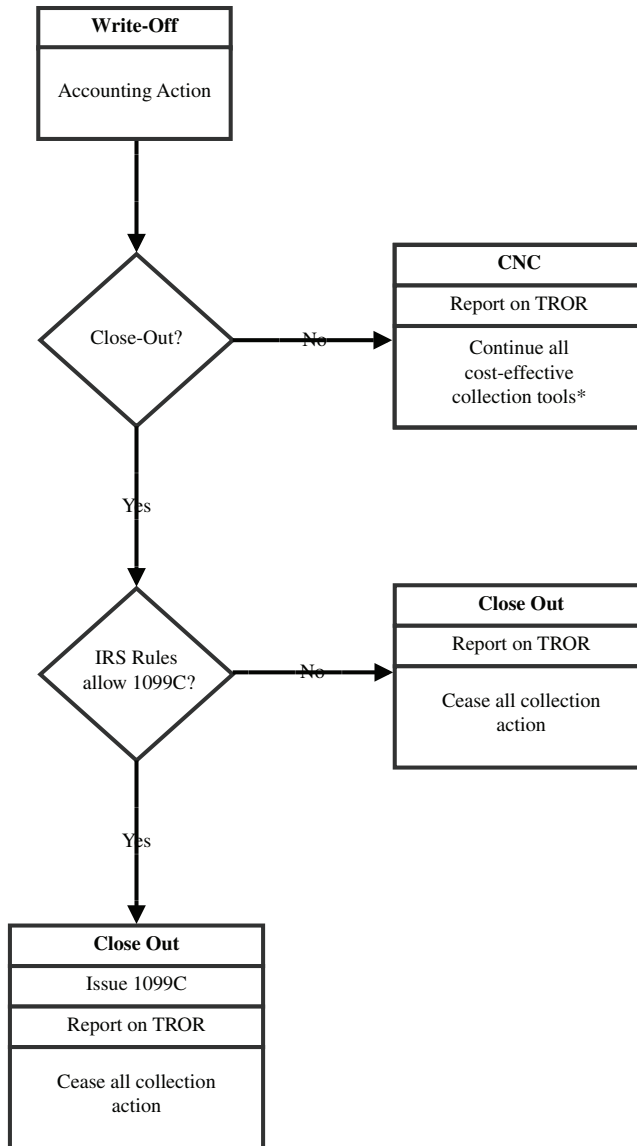 Write-Off
Accounting Action
Close-Out?
No
CNC
Report on TROR
Continue all
cost-effective
collection tools*
Yes
IRS Rules
allow 1099C?
No
Close Out
Report on TROR
Cease all collection
action
Yes
Close Out
Issue 1099C
Report on TROR
Cease all collection
action